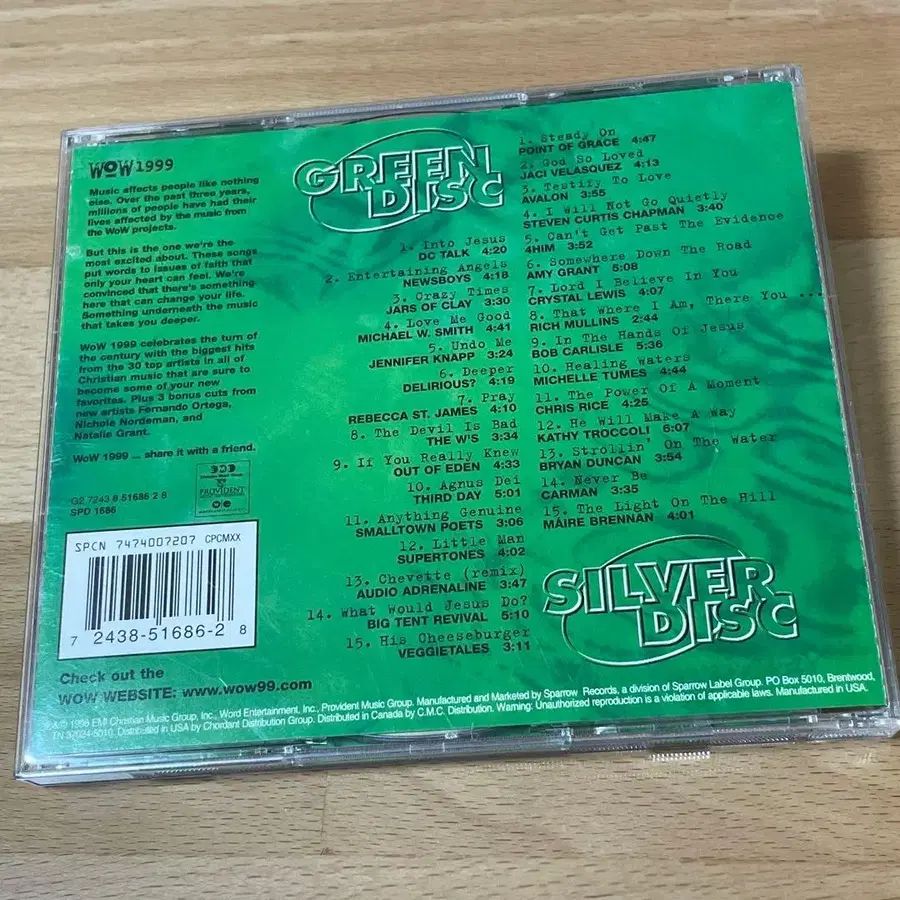 WOW 1999
Music affects people like nothing
else. Over the past three years,
millions of people have had their
lives affected by the music from
the WoW projects.
But this is the one we're the
most excited about. These songs
put words to issues of faith that
only your heart can feel. We're
convinced that there's something
here that can change your life.
Something underneath the music
that takes you deeper.
WoW 1999 celebrates the turn of
the century with the biggest hits
from the 30 top artists in all of
Christian music that are sure to
become some of your new
favorites. Plus 3 bonus cuts from
new artists Fernando Ortega,
Nichole Nordeman, and
Natalie Grant.
WoW 1999 ... share it with a friend.
PROVIDENT
G2 7243 8 51686 2 8
SPD 1686
SPCN 7474007207 CPCMXX
7 2438-51686-2 8
Check out the
WOW WEBSITE: www.wow99.com
GREEN
DISC
1. Into Jesus
DC TALK 4:20
2. Entertaining Angels
NEWSBOYS 4:18
3. Crazy Times
JARS OF CLAY 3:30
4. Love Me Good
MICHAEL W. SMITH 4:41
5. Undo Me
JENNIFER KNAPP 3:24
6. Deeper
DELIRIOUS? 4:19
7. Pray
REBECCA ST. JAMES 4:10
8. The Devil Is Bad
THE W'S 3:34
9. If You Really Knew
OUT OF EDEN 4:33
10. Agnus Dei
THIRD DAY 5:01
11. Anything Genuine
SMALLTOWN POETS 3:06
12. Little Man
SUPERTONES 4:02
13. Chevette (remix)
AUDIO ADRENALINE 3:47
14. What Would Jesus Do?
BIG TENT REVIVAL 5:10
15. His Cheeseburger
VEGGIETALES 3:11
1. Steady On
POINT OF GRACE 4:47
2. God So Loved
JACI VELASQUEZ 4:13
3. Testify To Love
AVALON 3:55
4. I Will Not Go Quietly
STEVEN CURTIS CHAPMAN 3:40
5. Can't Get Past The Evidence
4HIM 3:52
6. Somewhere Down The Road
AMY GRANT 5:08
7. Lord I Believe In You
CRYSTAL LEWIS 4:07
8. That Where I Am, There You ...
RICH MULLINS 2:44
9. In The Hands Of Jesus
BOB CARLISLE 5:36
10. Healing Waters
MICHELLE TUMES 4:44
11. The Power Of A Moment
CHRIS RICE 4:25
12. He Will Make A Way
KATHY TROCCOLI 6:07
13. Strollin' On The Water
BRYAN DUNCAN 3:54
14. Never Be
CARMAN 3:35
15. The Light On The Hill
MÁIRE BRENNAN 4:01
SILVER
DISC
1998 EMI Christian Music Group, Inc., Word Entertainment, Inc., Provident Music Group. Manufactured and Marketed by Sparrow Records, a division of Sparrow Label Group. PO Box 5010, Brentwood,
TN 37024-5010. Distributed in USA by Chordant Distribution Group. Distributed in Canada by C.M.C. Distribution. Warning: Unauthorized reproduction is a violation of applicable laws. Manufactured in USA.